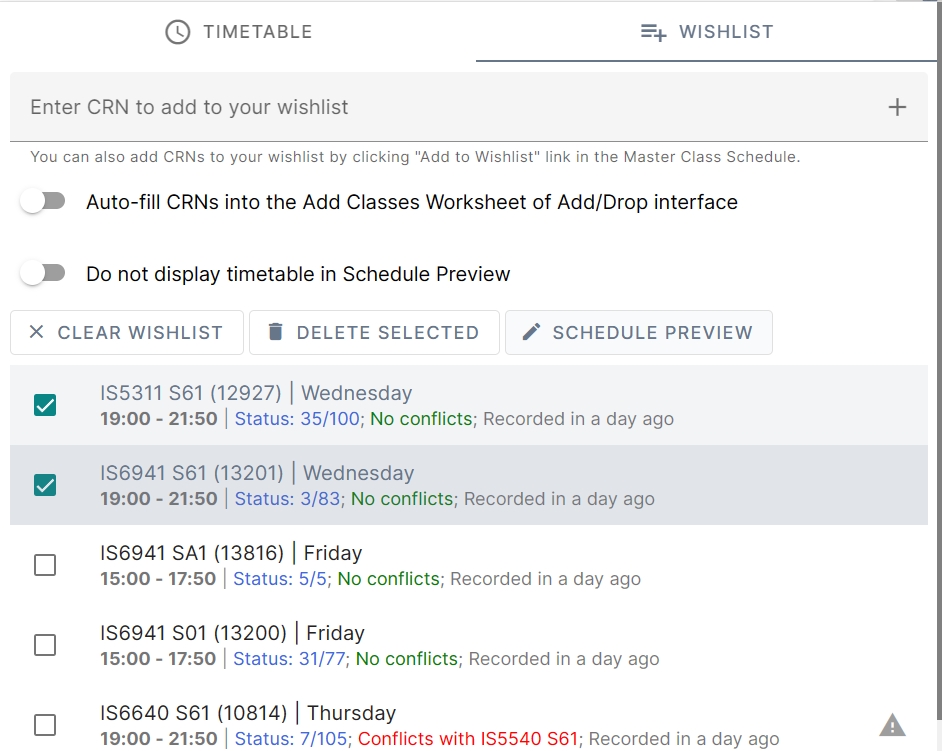 TIMETABLE WISHLIST
Enter CRN to add to your wishlist
You can also add CRNs to your wishlist by clicking "Add to Wishlist" link in the Master Class Schedule.
Auto-fill CRNs into the Add Classes Worksheet of Add/Drop interface
Do not display timetable in Schedule Preview
CLEAR WISHLIST DELETE SELECTED SCHEDULE PREVIEW
IS5311 S61 (12927) | Wednesday
19:00 - 21:50 | Status: 35/100; No conflicts; Recorded in a day ago
IS6941 S61 (13201) | Wednesday
19:00 - 21:50 | Status: 3/83; No conflicts; Recorded in a day ago
IS6941 SA1 (13816) | Friday
15:00 - 17:50 | Status: 5/5; No conflicts; Recorded in a day ago
IS6941 S01 (13200) | Friday
15:00 - 17:50 | Status: 31/77; No conflicts; Recorded in a day ago
IS6640 S61 (10814) | Thursday
19:00 - 21:50 | Status: 7/105; Conflicts with IS5540 S61; Recorded in a day ago